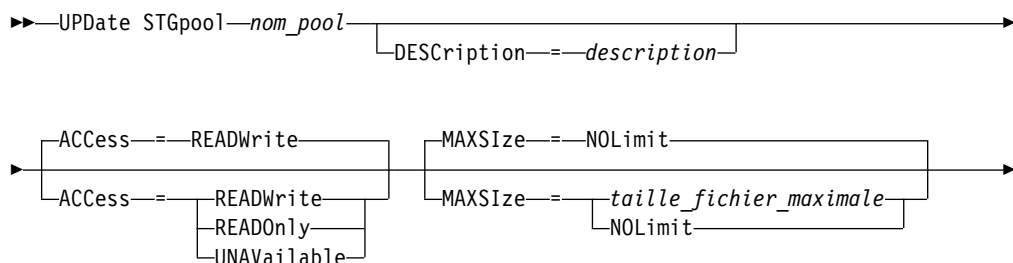 UPDate STGpool nom_pool
DESCription = description
ACCess = READWrite MAXSIze = NOLimit
ACCess = READWrite MAXSIze = taille_fichier_maximale
READOnly NOLimit
UNAVailable